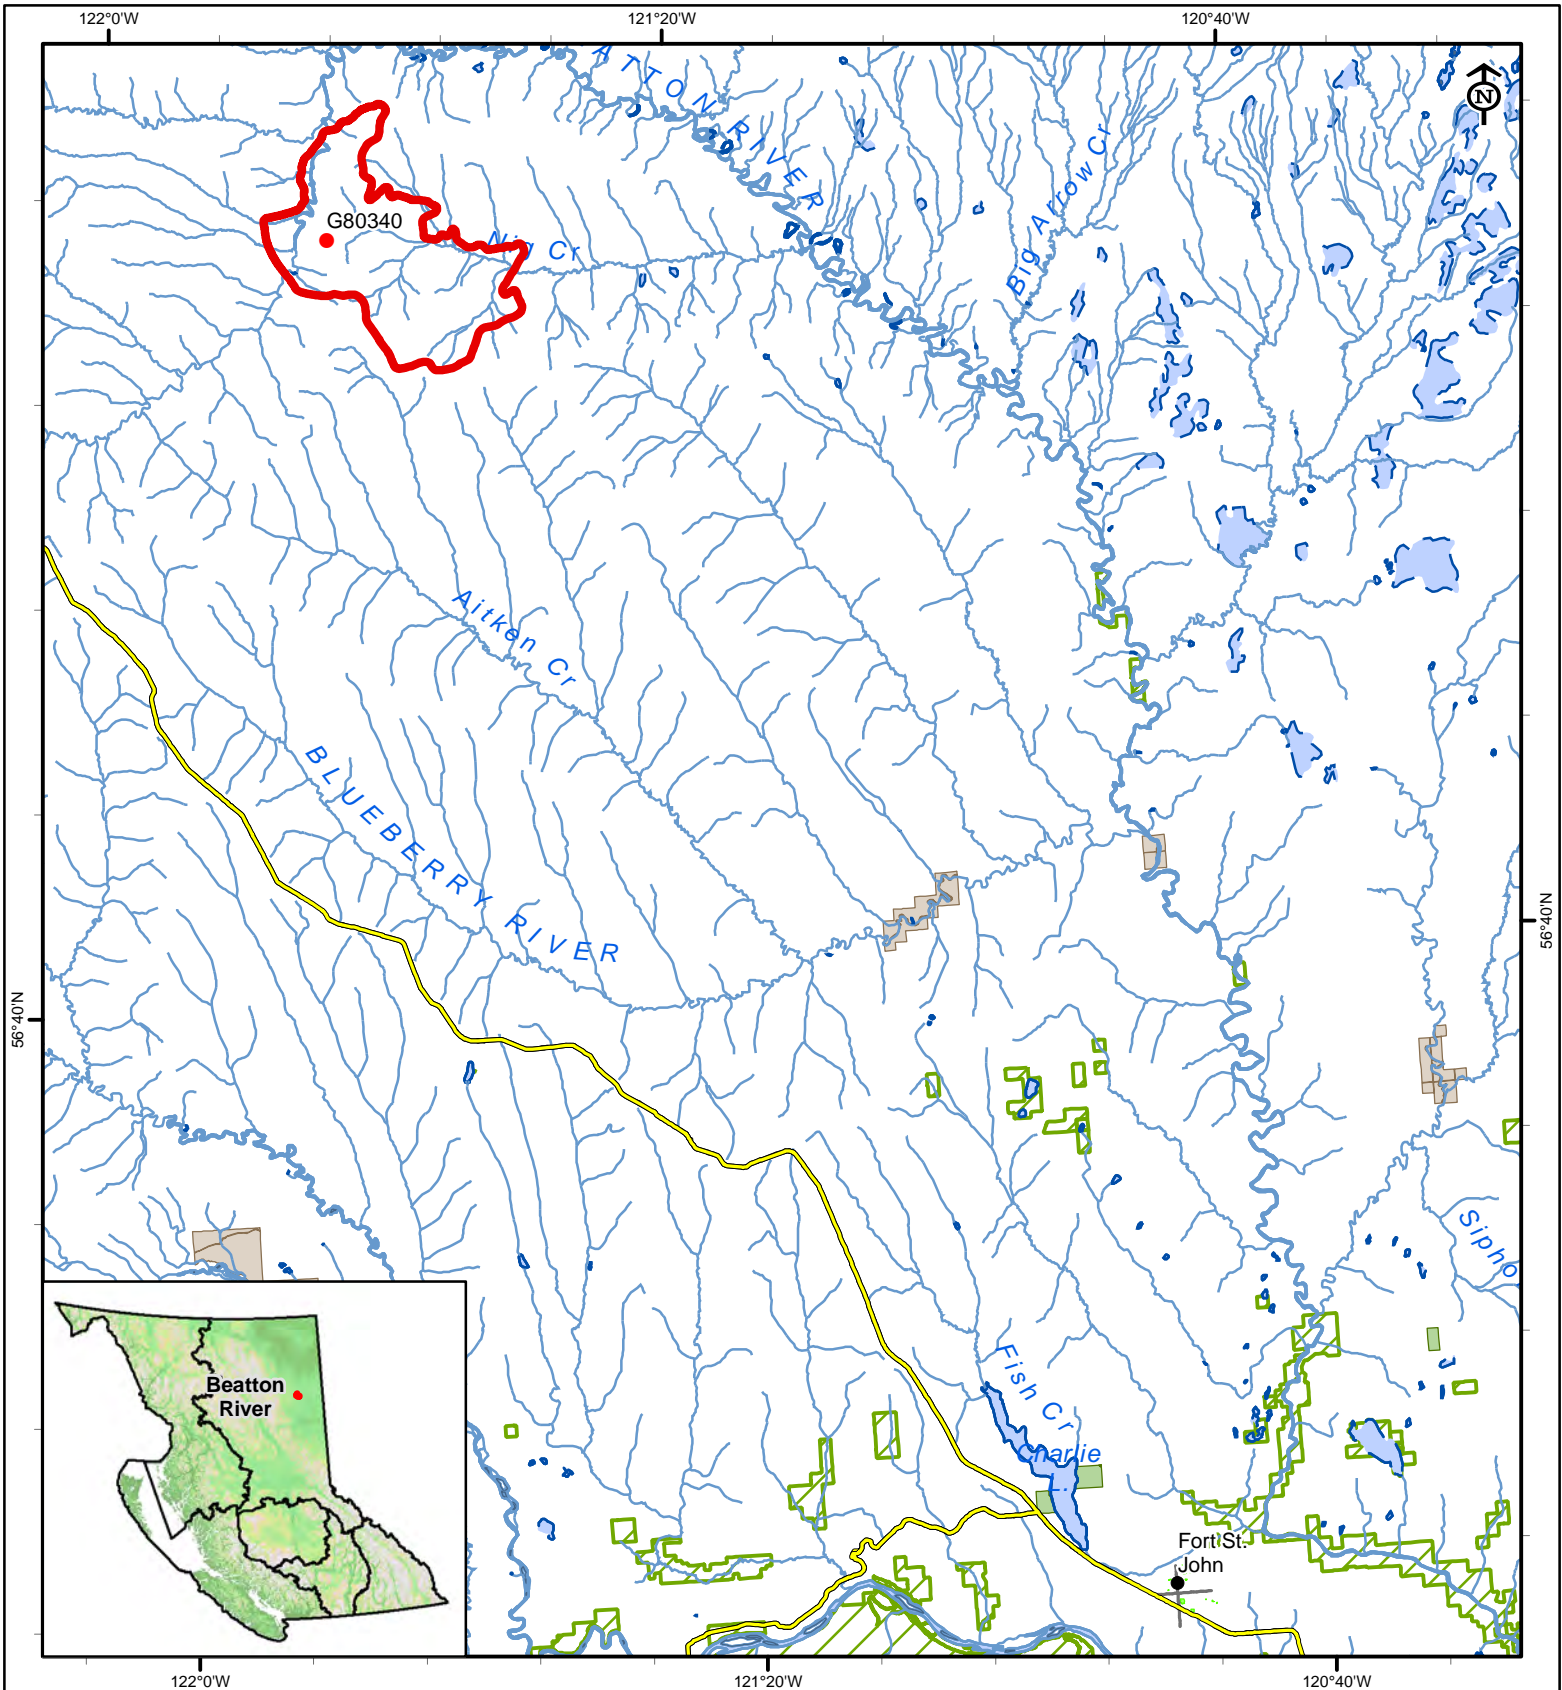 122°0'W
121°20'W
120°40'W
ATTON RIVER
N
Big Arrow Cr
G80340
Nig Cr
Aitken Cr
BLUEBERRY RIVER
56°40'N
56°40'N
Sipho
Beatton
River
Fish Cr
Charlie
Fort St.
John
122°0'W
121°20'W
120°40'W